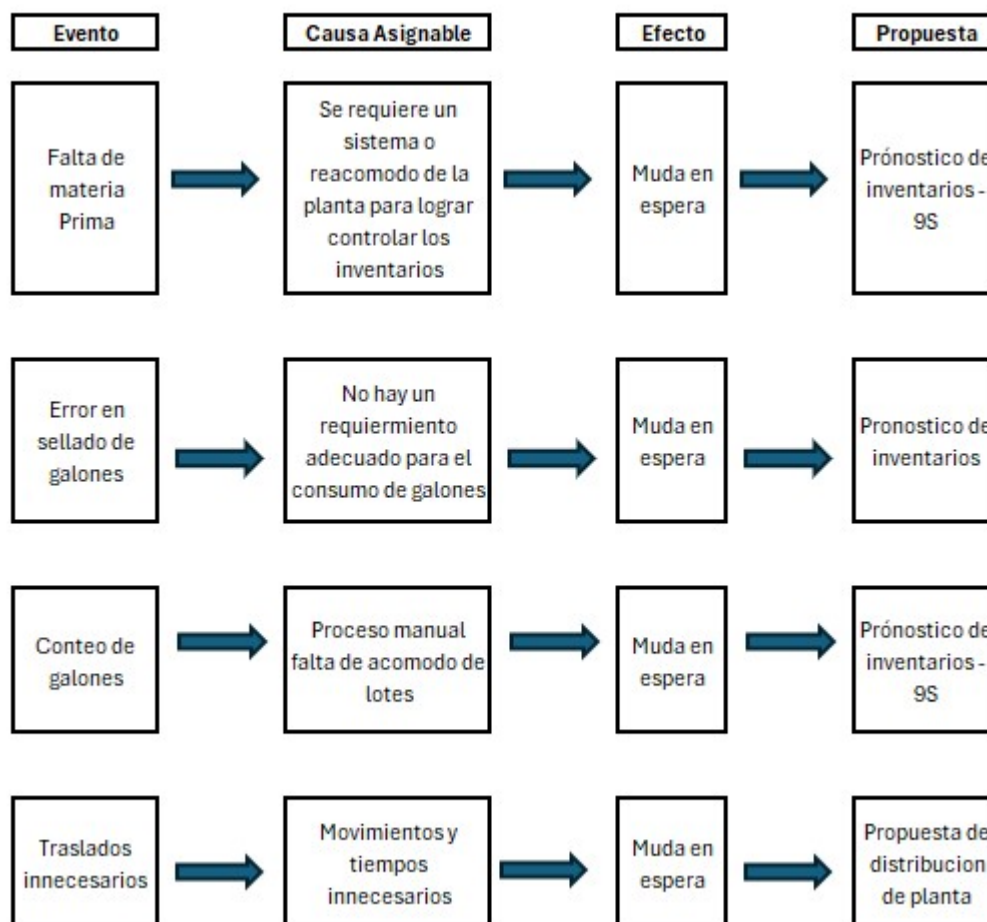 Evento
Causa Asignable
Efecto
Propuesta
Falta de
materia
Prima
Se requiere un
sistema o
reacomodo de la
planta para lograr
controlar los
inventarios
Muda en
espera
Prónostico de
inventarios -
9S
Error en
sellado de
galones
No hay un
requiermiento
adecuado para el
consumo de galones
Muda en
espera
Pronostico de
inventarios
Conteo de
galones
Proceso manual
falta de acomodo de
lotes
Muda en
espera
Prónostico de
inventarios -
9S
Traslados
innecesarios
Movimientos y
tiempos
innecesarios
Muda en
espera
Propuesta de
distribucion
de planta